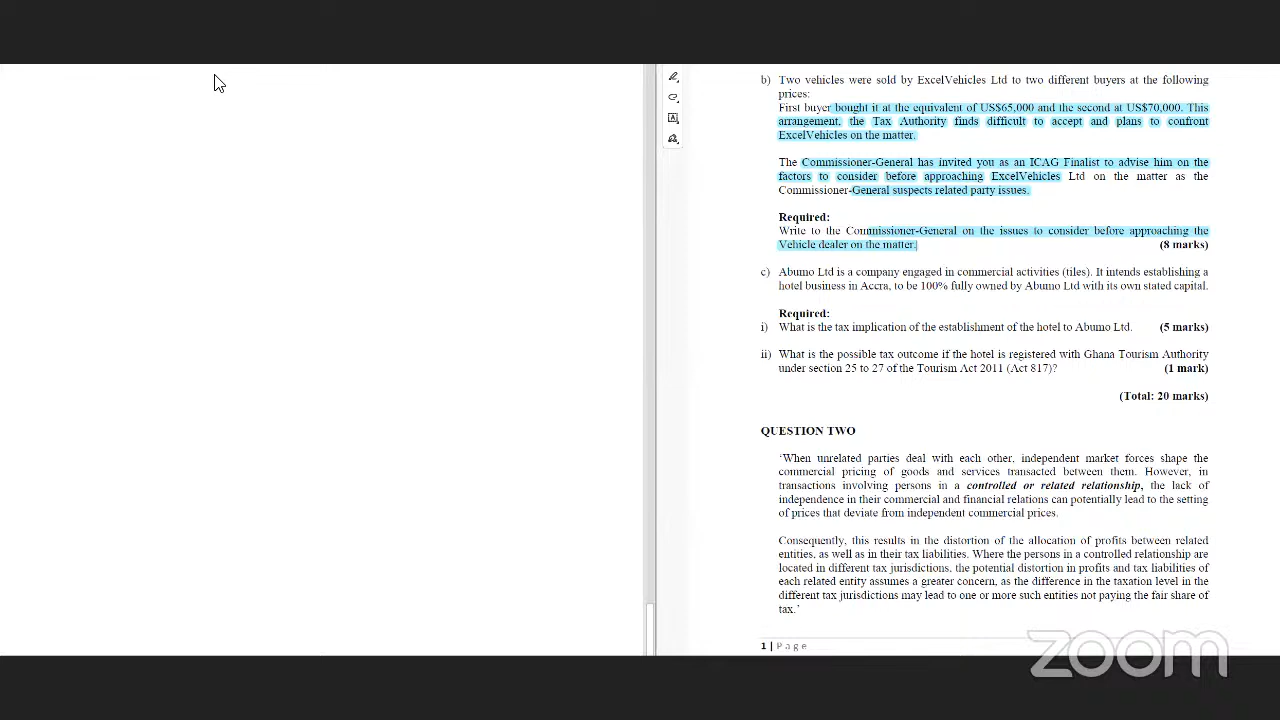 b) Two vehicles were sold by ExcelVehicles Ltd to two different buyers at the following
prices:
First buyer bought it at the equivalent of US$65,000 and the second at US$70,000. This
arrangement, the Tax Authority finds difficult to accept and plans to confront
ExcelVehicles on the matter.
The Commissioner-General has invited you as an ICAG Finalist to advise him on the
factors to consider before approaching ExcelVehicles Ltd on the matter as the
Commissioner-General suspects related party issues.
Required:
Write to the Commissioner-General on the issues to consider before approaching the
Vehicle dealer on the matter. (8 marks)
c) Abumo Ltd is a company engaged in commercial activities (tiles). It intends establishing a
hotel business in Accra, to be 100% fully owned by Abumo Ltd with its own stated capital.
Required:
i) What is the tax implication of the establishment of the hotel to Abumo Ltd. (5 marks)
ii) What is the possible tax outcome if the hotel is registered with Ghana Tourism Authority
under section 25 to 27 of the Tourism Act 2011 (Act 817)? (1 mark)
(Total: 20 marks)
QUESTION TWO
‘When unrelated parties deal with each other, independent market forces shape the
commercial pricing of goods and services transacted between them. However, in
transactions involving persons in a controlled or related relationship, the lack of
independence in their commercial and financial relations can potentially lead to the setting
of prices that deviate from independent commercial prices.
Consequently, this results in the distortion of the allocation of profits between related
entities, as well as in their tax liabilities. Where the persons in a controlled relationship are
located in different tax jurisdictions, the potential distortion in profits and tax liabilities of
each related entity assumes a greater concern, as the difference in the taxation level in the
different tax jurisdictions may lead to one or more such entities not paying the fair share of
tax.’
1 | Page
zoom